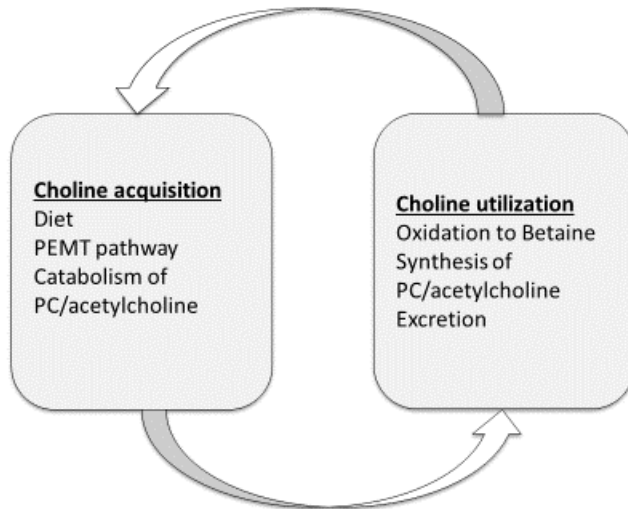 Choline acquisition
Diet
PEMT pathway
Catabolism of
PC/acetylcholine
Choline utilization
Oxidation to Betaine
Synthesis of
PC/acetylcholine
Excretion